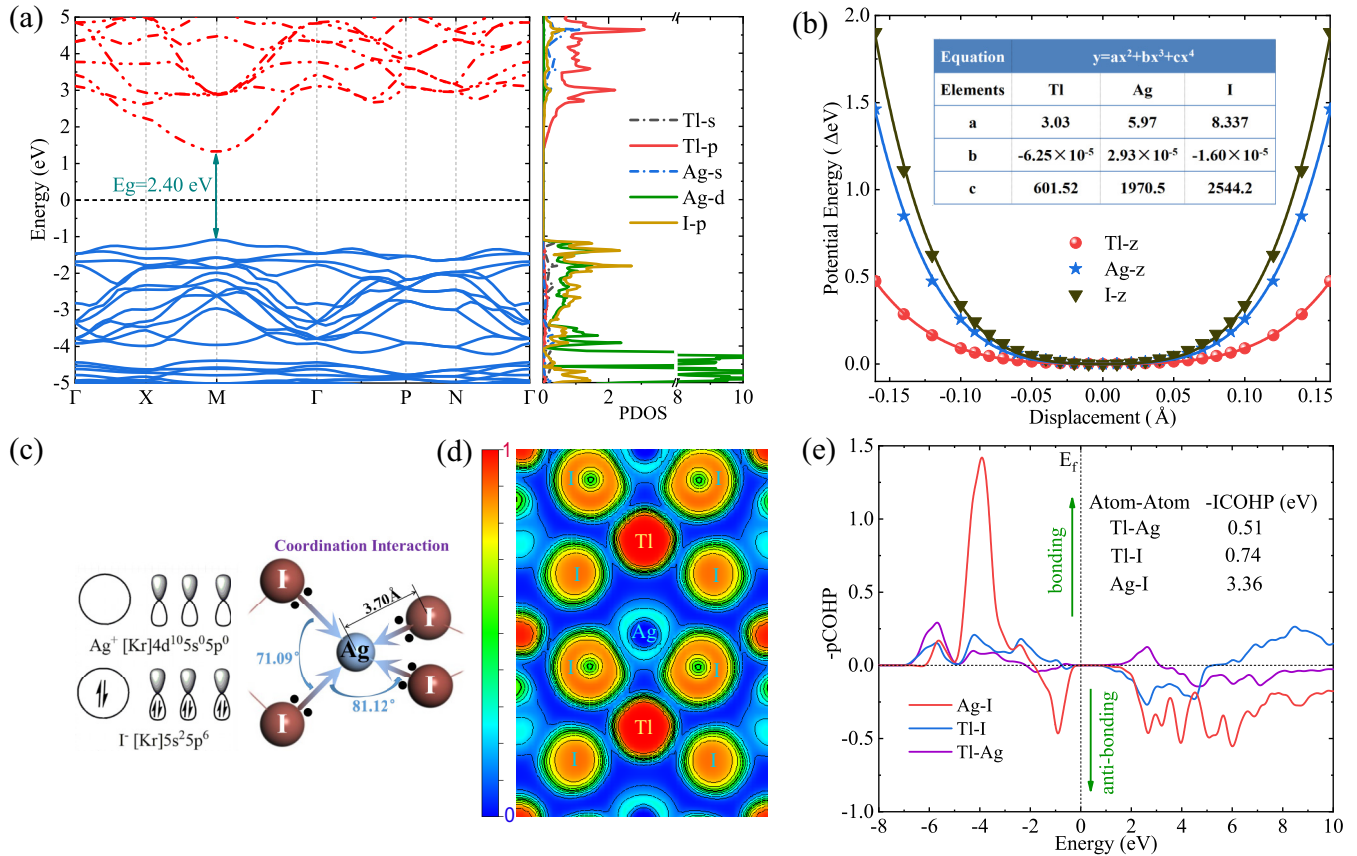 (a)
5
4
3
2
1
0
-1
-2
-3
-4
-5
Energy (eV)
Eg=2.40 eV
Γ X M Γ P N Γ
Tl-s
Tl-p
Ag-s
Ag-d
I-p
0 2 8 10
PDOS
(b)
2.0
1.5
1.0
0.5
0.0
Potential Energy (ΔeV)
Equation y=ax²+bx³+cx⁴
Elements Tl Ag I
a 3.03 5.97 8.337
b -6.25×10⁻⁵ 2.93×10⁻⁵ -1.60×10⁻⁵
c 601.52 1970.5 2544.2
Tl-z
Ag-z
I-z
-0.15 -0.10 -0.05 0.00 0.05 0.10 0.15
Displacement (Å)
(c)
Coordination Interaction
Ag⁺ [Kr]4d¹⁰5s⁰5p⁰
I⁻ [Kr]5s²5p⁶
I
I
I
I
Ag
3.70Å
71.09°
81.12°
(d)
1
0
I I
Tl
I I
Ag
I I
Tl
I I
(e)
1.5
1.0
0.5
0.0
-0.5
-1.0
-pCOHP
E_f
bonding
anti-bonding
Atom-Atom -ICOHP (eV)
Tl-Ag 0.51
Tl-I 0.74
Ag-I 3.36
Ag-I
Tl-I
Tl-Ag
-8 -6 -4 -2 0 2 4 6 8 10
Energy (eV)